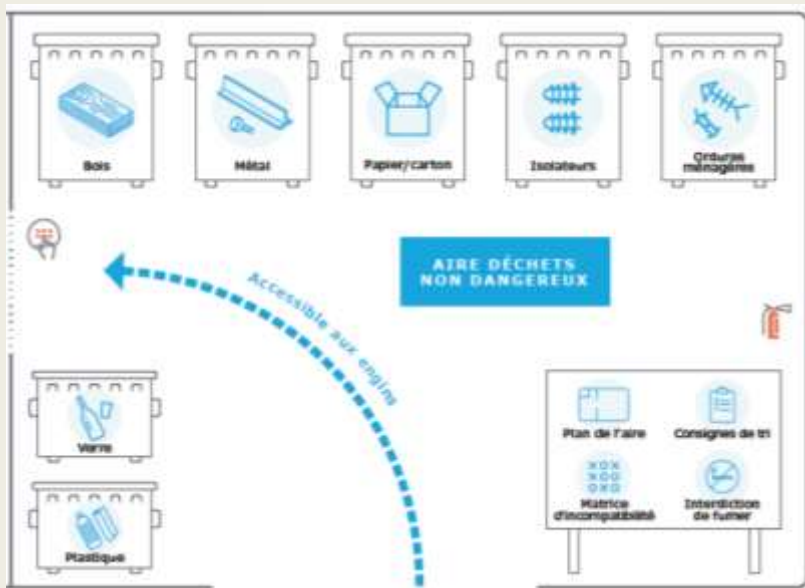 Bois
Métal
Papier/carton
Isolateurs
Ordures
ménagères
AIRE DÉCHETS
NON DANGEREUX
Accessible aux engins
Verre
Plastique
Plan de l'aire
Consignes de tri
Matrice
d'incompatibilité
Interdiction
de fumer